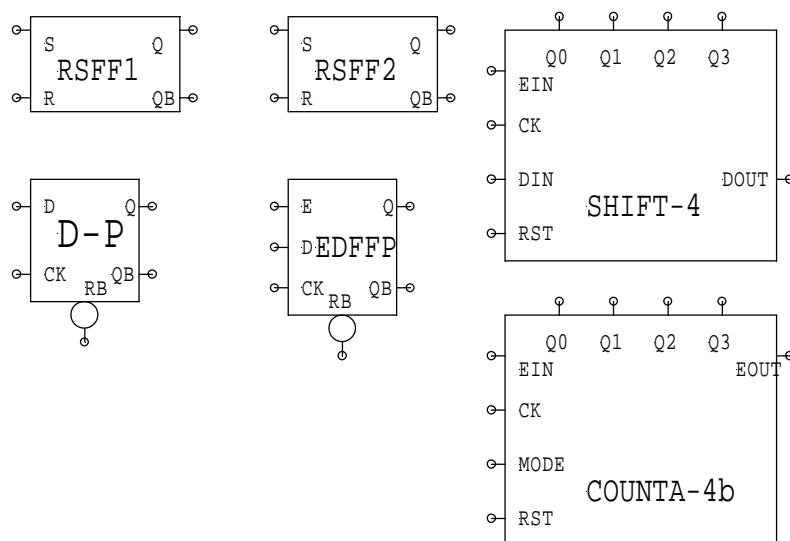 S Q
RSFF1
R QB
S Q
RSFF2
R QB
Q0 Q1 Q2 Q3
EIN
CK
DIN DOUT
SHIFT-4
RST
D Q
D-P
CK QB
RB
E Q
D EDFFP
CK QB
RB
Q0 Q1 Q2 Q3
EIN EOUT
CK
MODE
COUNTA-4b
RST